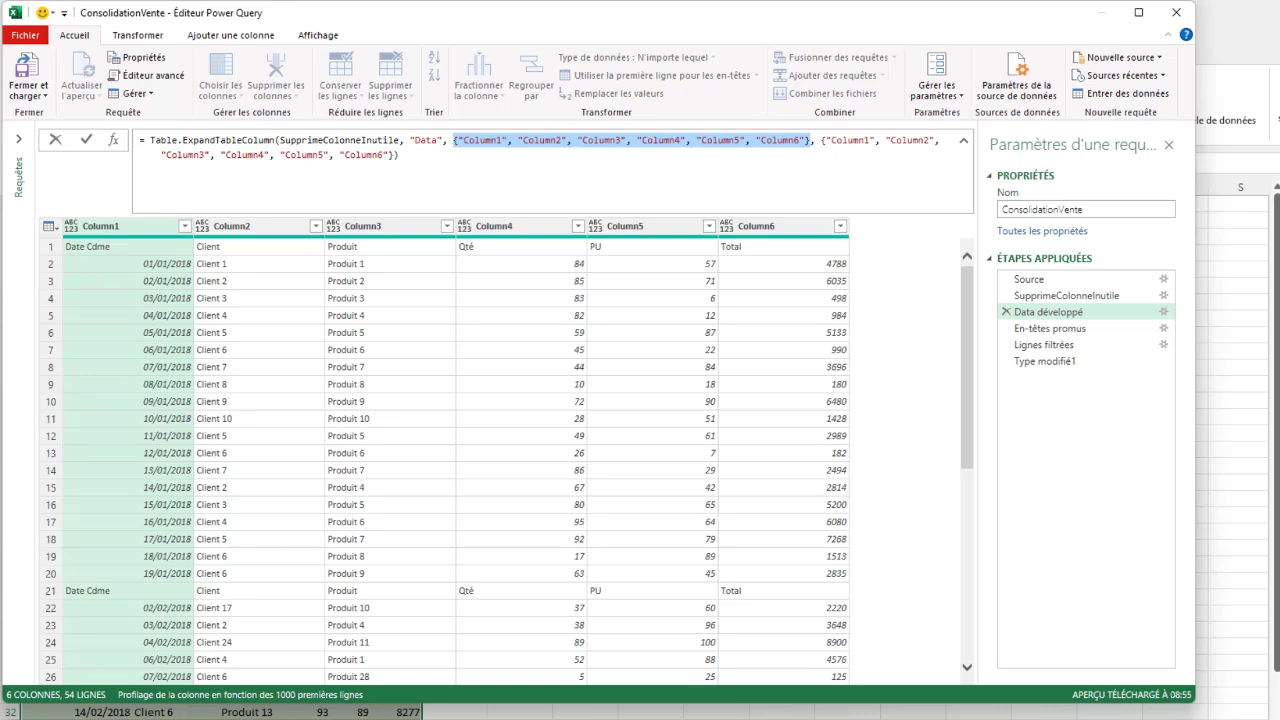 ConsolidationVente - Éditeur Power Query
Fichier Accueil Transformer Ajouter une colonne Affichage
Fermer et charger Fermer
Actualiser l'aperçu Propriétés Éditeur avancé Gérer Requête
Choisir les colonnes Supprimer les colonnes Gérer les colonnes
Conserver les lignes Supprimer les lignes Réduire les lignes
Trier
Fractionner la colonne Regrouper par Type de données : N'importe lequel Utiliser la première ligne pour les en-têtes Remplacer les valeurs Transformer
Fusionner des requêtes Ajouter des requêtes Combiner les fichiers Combiner
Gérer les paramètres Paramètres
Paramètres de la source de données Sources de données
Nouvelle source Sources récentes Entrer des données Nouvelle requête
le de données
S
Requêtes
fx = Table.ExpandTableColumn(SupprimeColonneInutile, "Data", {"Column1", "Column2", "Column3", "Column4", "Column5", "Column6"}, {"Column1", "Column2",
"Column3", "Column4", "Column5", "Column6"})
ABC 123 Column1 ABC 123 Column2 ABC 123 Column3 ABC 123 Column4 ABC 123 Column5 ABC 123 Column6
1 Date Cdme Client Produit Qté PU Total
2 01/01/2018 Client 1 Produit 1 84 57 4788
3 02/01/2018 Client 2 Produit 2 85 71 6035
4 03/01/2018 Client 3 Produit 3 83 6 498
5 04/01/2018 Client 4 Produit 4 82 12 984
6 05/01/2018 Client 5 Produit 5 59 87 5133
7 06/01/2018 Client 6 Produit 6 45 22 990
8 07/01/2018 Client 7 Produit 7 44 84 3696
9 08/01/2018 Client 8 Produit 8 10 18 180
10 09/01/2018 Client 9 Produit 9 72 90 6480
11 10/01/2018 Client 10 Produit 10 28 51 1428
12 11/01/2018 Client 5 Produit 5 49 61 2989
13 12/01/2018 Client 6 Produit 6 26 7 182
14 13/01/2018 Client 7 Produit 7 86 29 2494
15 14/01/2018 Client 2 Produit 4 67 42 2814
16 15/01/2018 Client 3 Produit 5 80 65 5200
17 16/01/2018 Client 4 Produit 6 95 64 6080
18 17/01/2018 Client 5 Produit 7 92 79 7268
19 18/01/2018 Client 6 Produit 8 17 89 1513
20 19/01/2018 Client 6 Produit 9 63 45 2835
21 Date Cdme Client Produit Qté PU Total
22 02/02/2018 Client 17 Produit 10 37 60 2220
23 03/02/2018 Client 2 Produit 4 38 96 3648
24 04/02/2018 Client 24 Produit 11 89 100 8900
25 06/02/2018 Client 4 Produit 1 52 88 4576
26 07/02/2018 Client 6 Produit 28 5 25 125
Paramètres d'une requ...
PROPRIÉTÉS
Nom
ConsolidationVente
Toutes les propriétés
ÉTAPES APPLIQUÉES
Source
SupprimeColonneInutile
Data développé
En-têtes promus
Lignes filtrées
Type modifié1
6 COLONNES, 54 LIGNES Profilage de la colonne en fonction des 1000 premières lignes APERÇU TÉLÉCHARGÉ À 08:55
32 14/02/2018 Client 6 Produit 13 93 89 8277